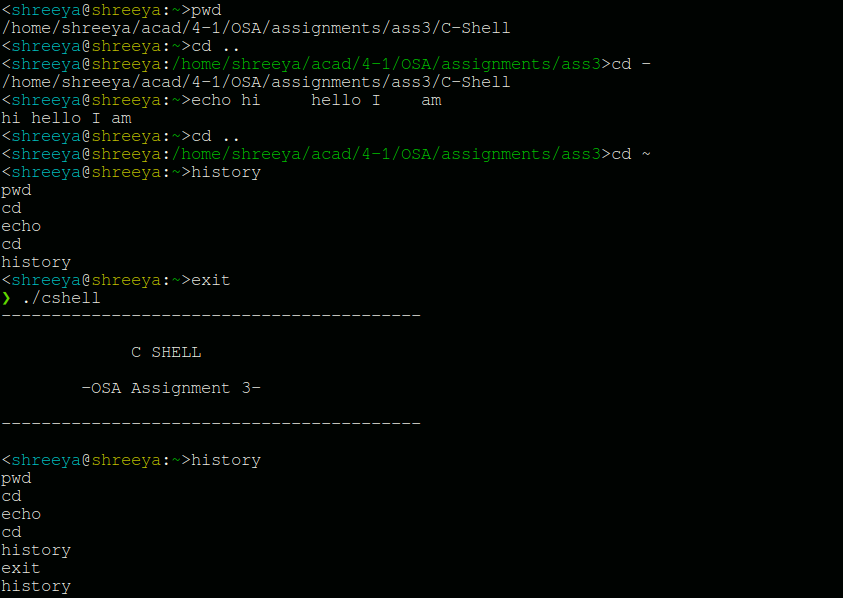 <shreeya@shreeya:~>pwd
/home/shreeya/acad/4-1/OSA/assignments/ass3/C-Shell
<shreeya@shreeya:~>cd ..
<shreeya@shreeya:/home/shreeya/acad/4-1/OSA/assignments/ass3>cd -
/home/shreeya/acad/4-1/OSA/assignments/ass3/C-Shell
<shreeya@shreeya:~>echo hi     hello I    am
hi hello I am
<shreeya@shreeya:~>cd ..
<shreeya@shreeya:/home/shreeya/acad/4-1/OSA/assignments/ass3>cd ~
<shreeya@shreeya:~>history
pwd
cd
echo
cd
history
<shreeya@shreeya:~>exit
❯ ./cshell
------------------------------------------
C SHELL
-OSA Assignment 3-
------------------------------------------
<shreeya@shreeya:~>history
pwd
cd
echo
cd
history
exit
history